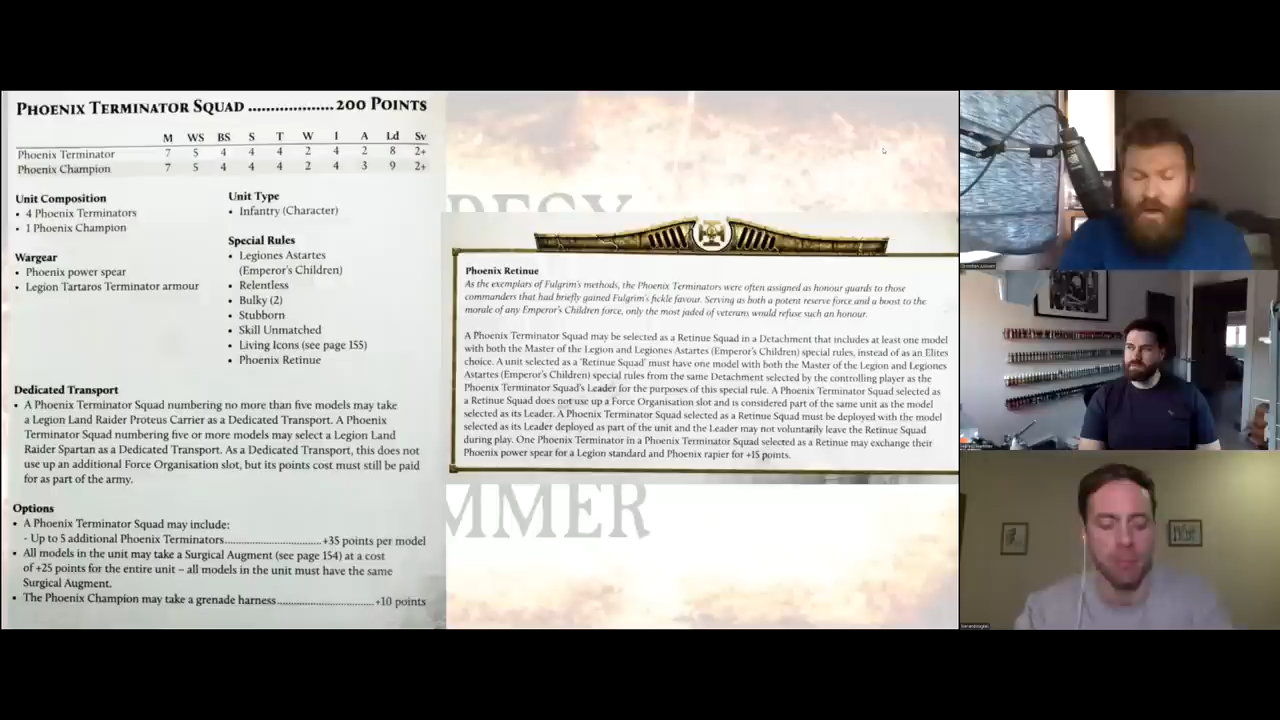 PHOENIX TERMINATOR SQUAD ...................200 POINTS
M WS BS S T W I A Ld Sv
Phoenix Terminator 7 5 4 4 4 2 4 2 8 2+
Phoenix Champion 7 5 4 4 4 2 4 3 9 2+
Unit Composition
• 4 Phoenix Terminators
• 1 Phoenix Champion
Wargear
• Phoenix power spear
• Legion Tartaros Terminator armour
Unit Type
• Infantry (Character)
Special Rules
• Legiones Astartes
(Emperor's Children)
• Relentless
• Bulky (2)
• Stubborn
• Skill Unmatched
• Living Icons (see page 155)
• Phoenix Retinue
Dedicated Transport
• A Phoenix Terminator Squad numbering no more than five models may take
a Legion Land Raider Proteus Carrier as a Dedicated Transport. A Phoenix
Terminator Squad numbering five or more models may select a Legion Land
Raider Spartan as a Dedicated Transport. As a Dedicated Transport, this does not
use up an additional Force Organisation slot, but its points cost must still be paid
for as part of the army.
Options
• A Phoenix Terminator Squad may include:
- Up to 5 additional Phoenix Terminators..........................+35 points per model
• All models in the unit may take a Surgical Augment (see page 154) at a cost
of +25 points for the entire unit – all models in the unit must have the same
Surgical Augment.
• The Phoenix Champion may take a grenade harness..........................+10 points
RESY
Phoenix Retinue
As the exemplars of Fulgrim's methods, the Phoenix Terminators were often assigned as honour guards to those
commanders that had briefly gained Fulgrim's fickle favour. Serving as both a potent reserve force and a boost to the
morale of any Emperor's Children force, only the most jaded of veterans would refuse such an honour.
A Phoenix Terminator Squad may be selected as a Retinue Squad in a Detachment that includes at least one model
with both the Master of the Legion and Legiones Astartes (Emperor's Children) special rules, instead of as an Elites
choice. A unit selected as a 'Retinue Squad' must have one model with both the Master of the Legion and Legiones
Astartes (Emperor's Children) special rules from the same Detachment selected by the controlling player as the
Phoenix Terminator Squad's Leader for the purposes of this special rule. A Phoenix Terminator Squad selected as
a Retinue Squad does not use up a Force Organisation slot and is considered part of the same unit as the model
selected as its Leader. A Phoenix Terminator Squad selected as a Retinue Squad must be deployed with the model
selected as its Leader deployed as part of the unit and the Leader may not voluntarily leave the Retinue Squad
during play. One Phoenix Terminator in a Phoenix Terminator Squad selected as a Retinue may exchange their
Phoenix power spear for a Legion standard and Phoenix rapier for +15 points.
MMER